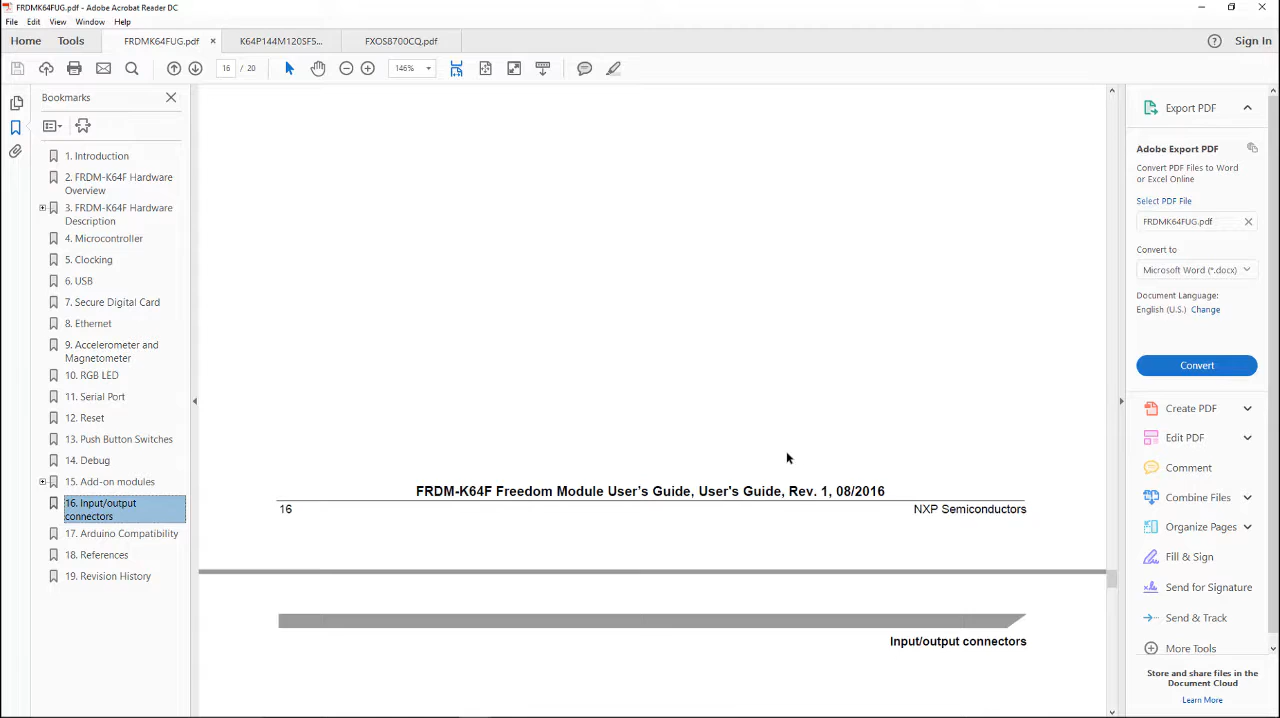 FRDMK64FUG.pdf - Adobe Acrobat Reader DC
File Edit View Window Help
Home Tools FRDMK64FUG.pdf × K64P144M120SF5... FXOS8700CQ.pdf Sign In
16 / 20 146%
Bookmarks
1. Introduction
2. FRDM-K64F Hardware
Overview
3. FRDM-K64F Hardware
Description
4. Microcontroller
5. Clocking
6. USB
7. Secure Digital Card
8. Ethernet
9. Accelerometer and
Magnetometer
10. RGB LED
11. Serial Port
12. Reset
13. Push Button Switches
14. Debug
15. Add-on modules
16. Input/output
connectors
17. Arduino Compatibility
18. References
19. Revision History
FRDM-K64F Freedom Module User's Guide, User's Guide, Rev. 1, 08/2016
16 NXP Semiconductors
Input/output connectors
Export PDF
Adobe Export PDF
Convert PDF Files to Word
or Excel Online
Select PDF File
FRDMK64FUG.pdf
Convert to
Microsoft Word (*.docx)
Document Language:
English (U.S.) Change
Convert
Create PDF
Edit PDF
Comment
Combine Files
Organize Pages
Fill & Sign
Send for Signature
Send & Track
More Tools
Store and share files in the
Document Cloud
Learn More